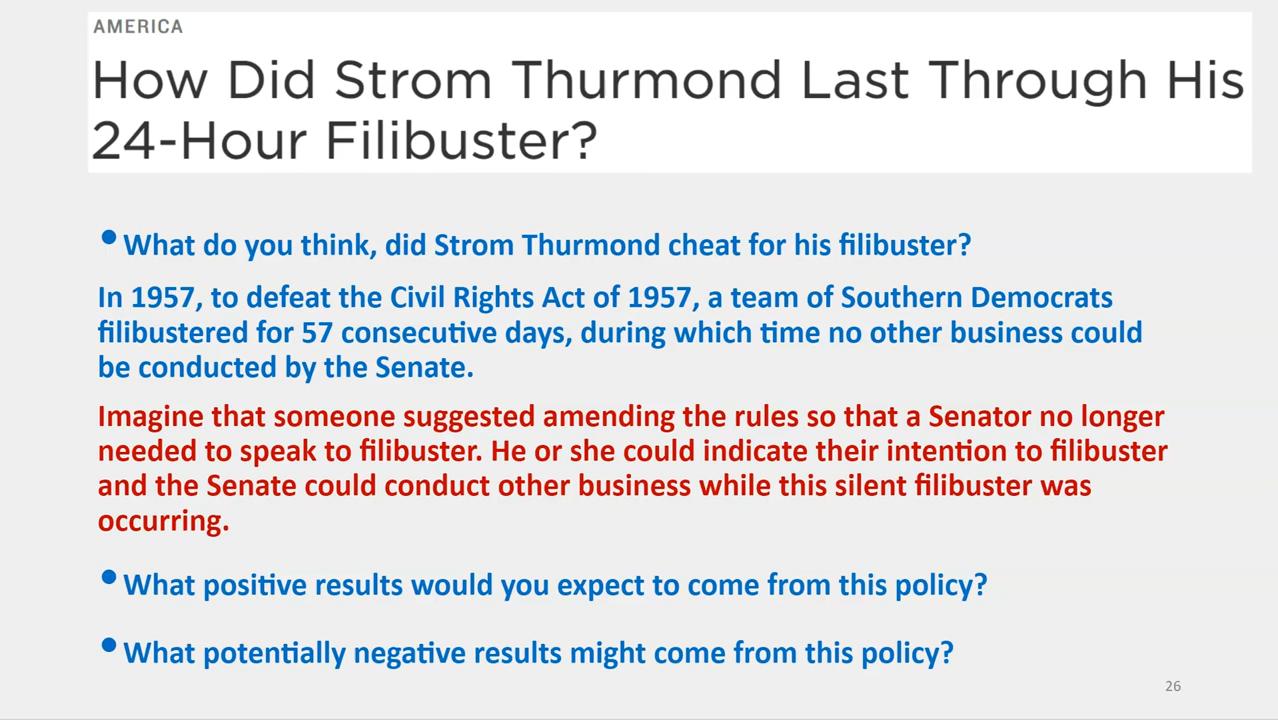 AMERICA
How Did Strom Thurmond Last Through His
24-Hour Filibuster?
•What do you think, did Strom Thurmond cheat for his filibuster?
In 1957, to defeat the Civil Rights Act of 1957, a team of Southern Democrats
filibustered for 57 consecutive days, during which time no other business could
be conducted by the Senate.
Imagine that someone suggested amending the rules so that a Senator no longer
needed to speak to filibuster. He or she could indicate their intention to filibuster
and the Senate could conduct other business while this silent filibuster was
occurring.
•What positive results would you expect to come from this policy?
•What potentially negative results might come from this policy?
26